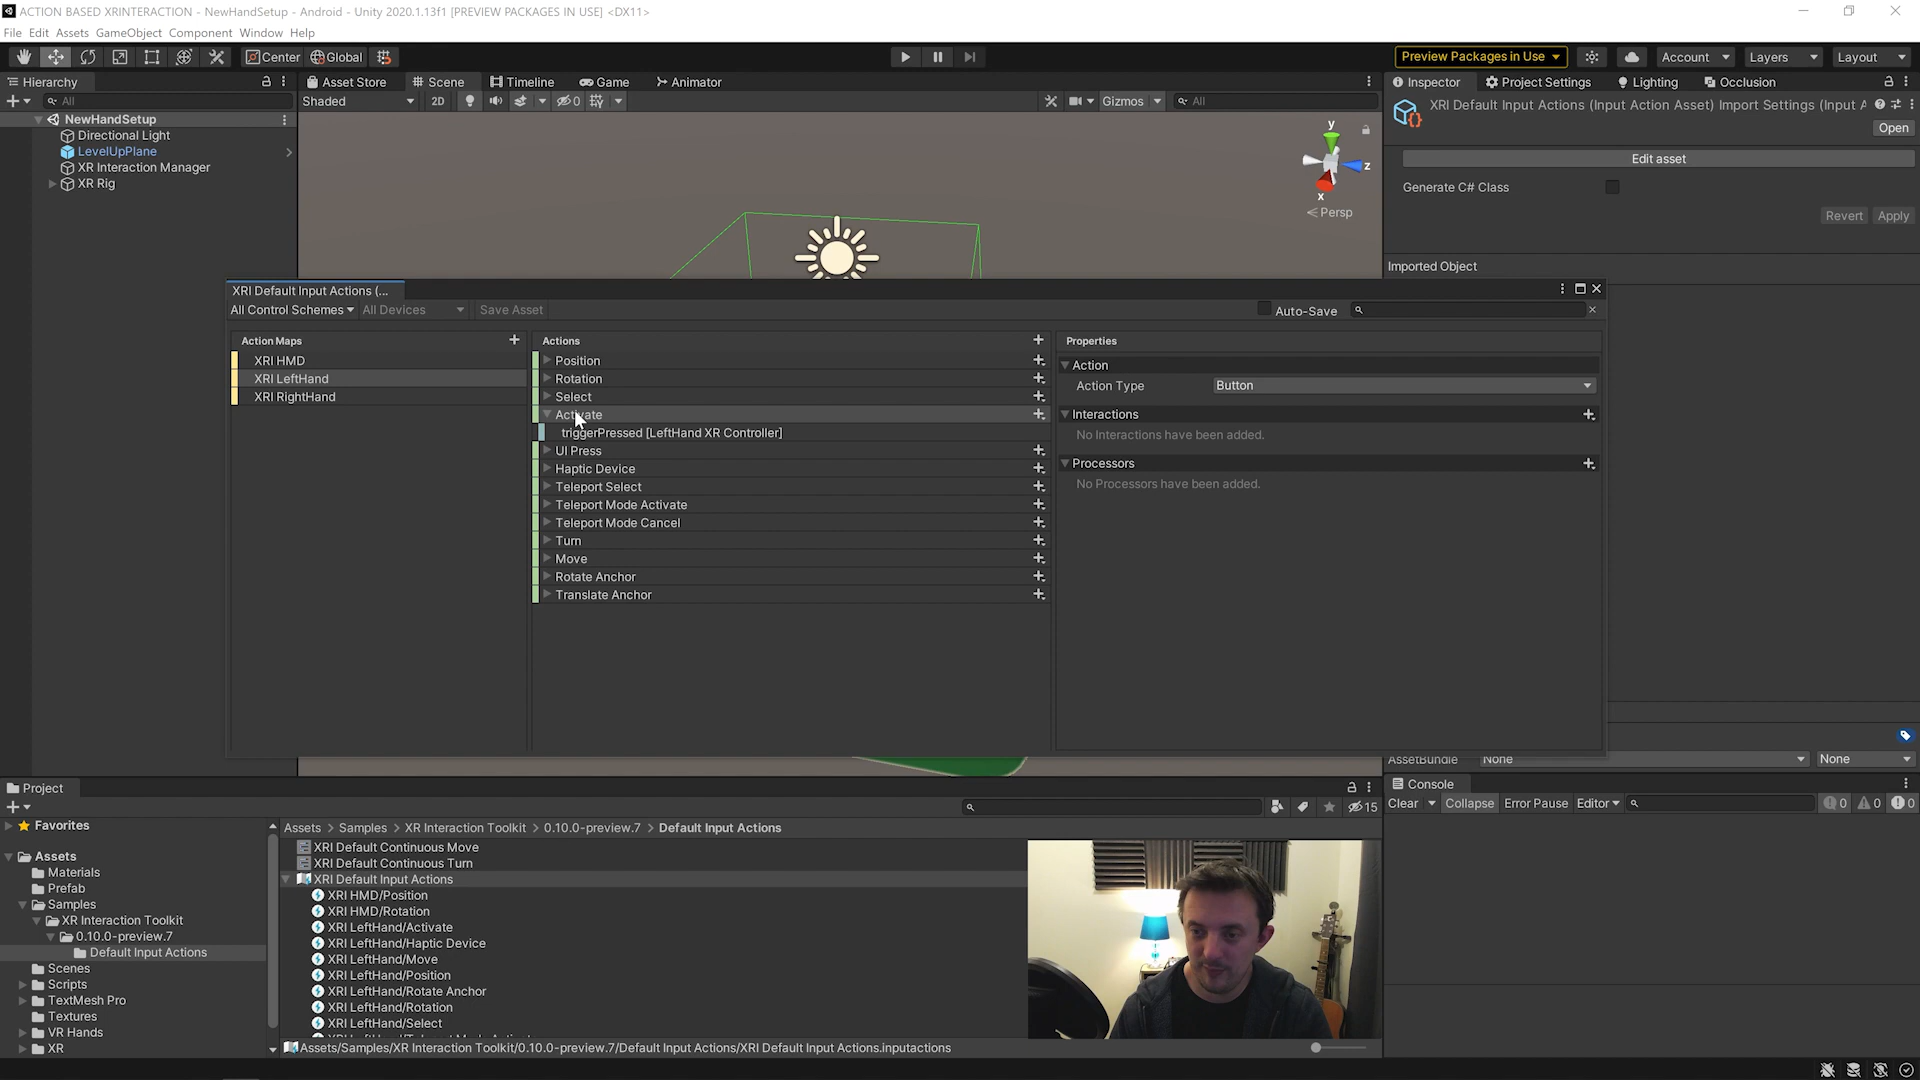 ACTION BASED XRINTERACTION - NewHandSetup - Android - Unity 2020.1.13f1 [PREVIEW PACKAGES IN USE] <DX11>
File Edit Assets GameObject Component Window Help
Center Global
Preview Packages in Use Account Layers Layout
Hierarchy
All
NewHandSetup
Directional Light
LevelUpPlane
XR Interaction Manager
XR Rig
Asset Store Scene Timeline Game Animator
Shaded 2D 0 Gizmos All
y
z
x
Persp
Inspector Project Settings Lighting Occlusion
XRI Default Input Actions (Input Action Asset) Import Settings (Input A
Open
Edit asset
Generate C# Class
Revert Apply
Imported Object
XRI Default Input Actions (...
All Control Schemes All Devices Save Asset Auto-Save
Action Maps
XRI HMD
XRI LeftHand
XRI RightHand
Actions
Position
Rotation
Select
Activate
triggerPressed [LeftHand XR Controller]
UI Press
Haptic Device
Teleport Select
Teleport Mode Activate
Teleport Mode Cancel
Turn
Move
Rotate Anchor
Translate Anchor
Properties
Action
Action Type Button
Interactions
No Interactions have been added.
Processors
No Processors have been added.
AssetBundle None None
Project
15
Favorites
Assets
Materials
Prefab
Samples
XR Interaction Toolkit
0.10.0-preview.7
Default Input Actions
Scenes
Scripts
TextMesh Pro
Textures
VR Hands
XR
Assets > Samples > XR Interaction Toolkit > 0.10.0-preview.7 > Default Input Actions
XRI Default Continuous Move
XRI Default Continuous Turn
XRI Default Input Actions
XRI HMD/Position
XRI HMD/Rotation
XRI LeftHand/Activate
XRI LeftHand/Haptic Device
XRI LeftHand/Move
XRI LeftHand/Position
XRI LeftHand/Rotate Anchor
XRI LeftHand/Rotation
XRI LeftHand/Select
Assets/Samples/XR Interaction Toolkit/0.10.0-preview.7/Default Input Actions/XRI Default Input Actions.inputactions
Console
Clear Collapse Error Pause Editor 0 0 0